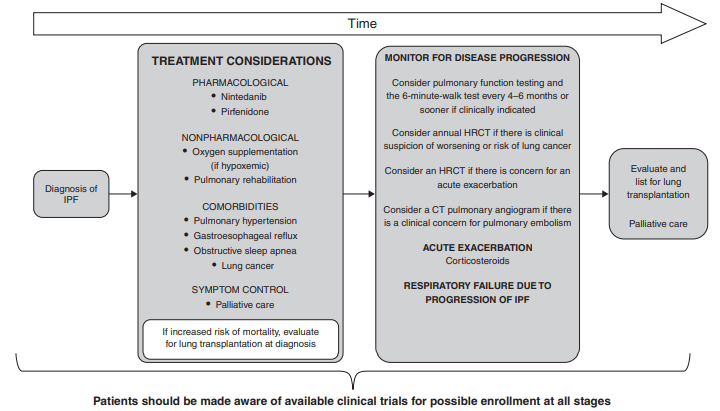 Time
Diagnosis of
IPF
TREATMENT CONSIDERATIONS
PHARMACOLOGICAL
• Nintedanib
• Pirfenidone
NONPHARMACOLOGICAL
• Oxygen supplementation
(if hypoxemic)
• Pulmonary rehabilitation
COMORBIDITIES
• Pulmonary hypertension
• Gastroesophageal reflux
• Obstructive sleep apnea
• Lung cancer
SYMPTOM CONTROL
• Palliative care
If increased risk of mortality, evaluate
for lung transplantation at diagnosis
MONITOR FOR DISEASE PROGRESSION
Consider pulmonary function testing and
the 6-minute-walk test every 4–6 months or
sooner if clinically indicated
Consider annual HRCT if there is clinical
suspicion of worsening or risk of lung cancer
Consider an HRCT if there is concern for an
acute exacerbation
Consider a CT pulmonary angiogram if there
is a clinical concern for pulmonary embolism
ACUTE EXACERBATION
Corticosteroids
RESPIRATORY FAILURE DUE TO
PROGRESSION OF IPF
Evaluate and
list for lung
transplantation
Palliative care
Patients should be made aware of available clinical trials for possible enrollment at all stages